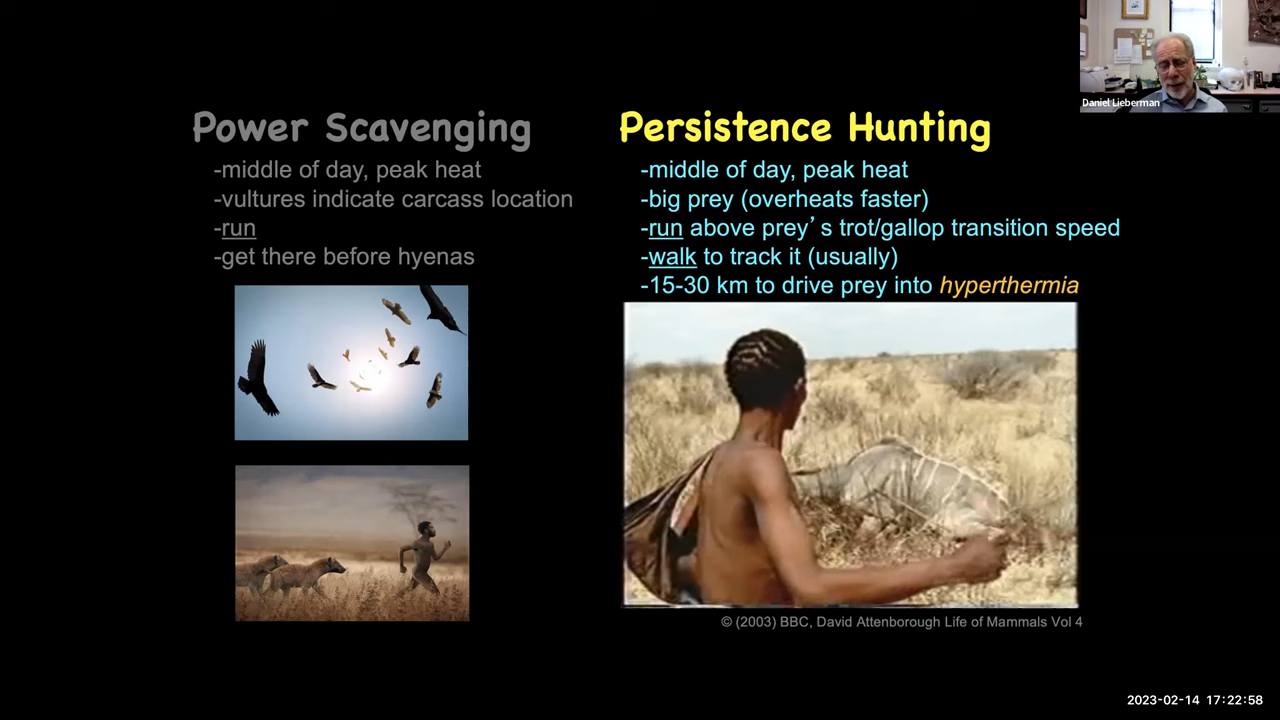 Daniel Lieberman
Power Scavenging
-middle of day, peak heat
-vultures indicate carcass location
-run
-get there before hyenas
Persistence Hunting
-middle of day, peak heat
-big prey (overheats faster)
-run above prey’s trot/gallop transition speed
-walk to track it (usually)
-15-30 km to drive prey into hyperthermia
© (2003) BBC, David Attenborough Life of Mammals Vol 4
2023-02-14 17:22:58